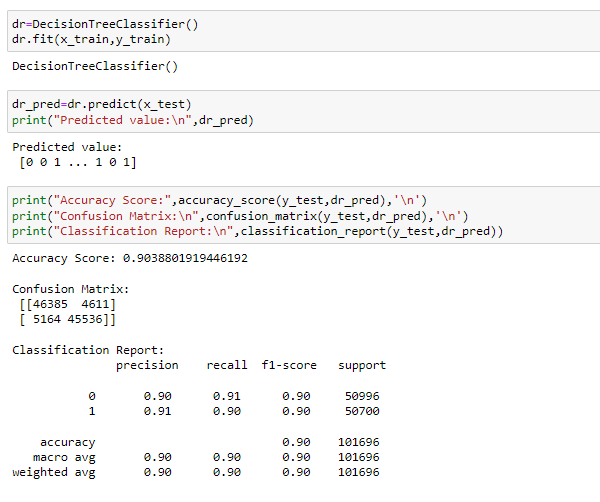 dr=DecisionTreeClassifier()
dr.fit(x_train,y_train)
DecisionTreeClassifier()
dr_pred=dr.predict(x_test)
print("Predicted value:\n",dr_pred)
Predicted value:
[0 0 1 ... 1 0 1]
print("Accuracy Score:",accuracy_score(y_test,dr_pred),'\n')
print("Confusion Matrix:\n",confusion_matrix(y_test,dr_pred),'\n')
print("Classification Report:\n",classification_report(y_test,dr_pred))
Accuracy Score: 0.9038801919446192
Confusion Matrix:
[[46385  4611]
[ 5164 45536]]
Classification Report:
precision    recall  f1-score   support
0       0.90      0.91      0.90     50996
1       0.91      0.90      0.90     50700
accuracy                           0.90    101696
macro avg       0.90      0.90      0.90    101696
weighted avg       0.90      0.90      0.90    101696